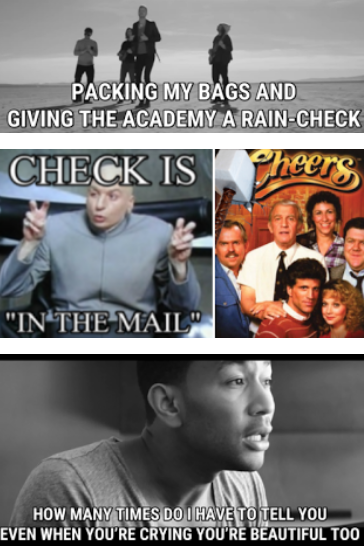 PACKING MY BAGS AND
GIVING THE ACADEMY A RAIN-CHECK
CHECK IS
"IN THE MAIL"
Cheers
HOW MANY TIMES DO I HAVE TO TELL YOU
EVEN WHEN YOU'RE CRYING YOU'RE BEAUTIFUL TOO